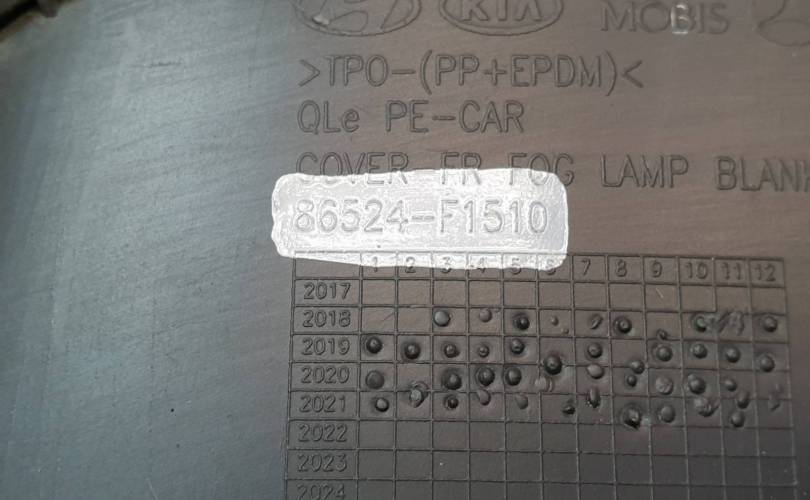 KIA MOBIS
>TPO-(PP+EPDM)<
QLe PE-CAR
COVER-FR FOG LAMP BLANK
86524-F1510
1 2 3 4 5 6 7 8 9 10 11 12
2017
2018
2019
2020
2021
2022
2023
2024